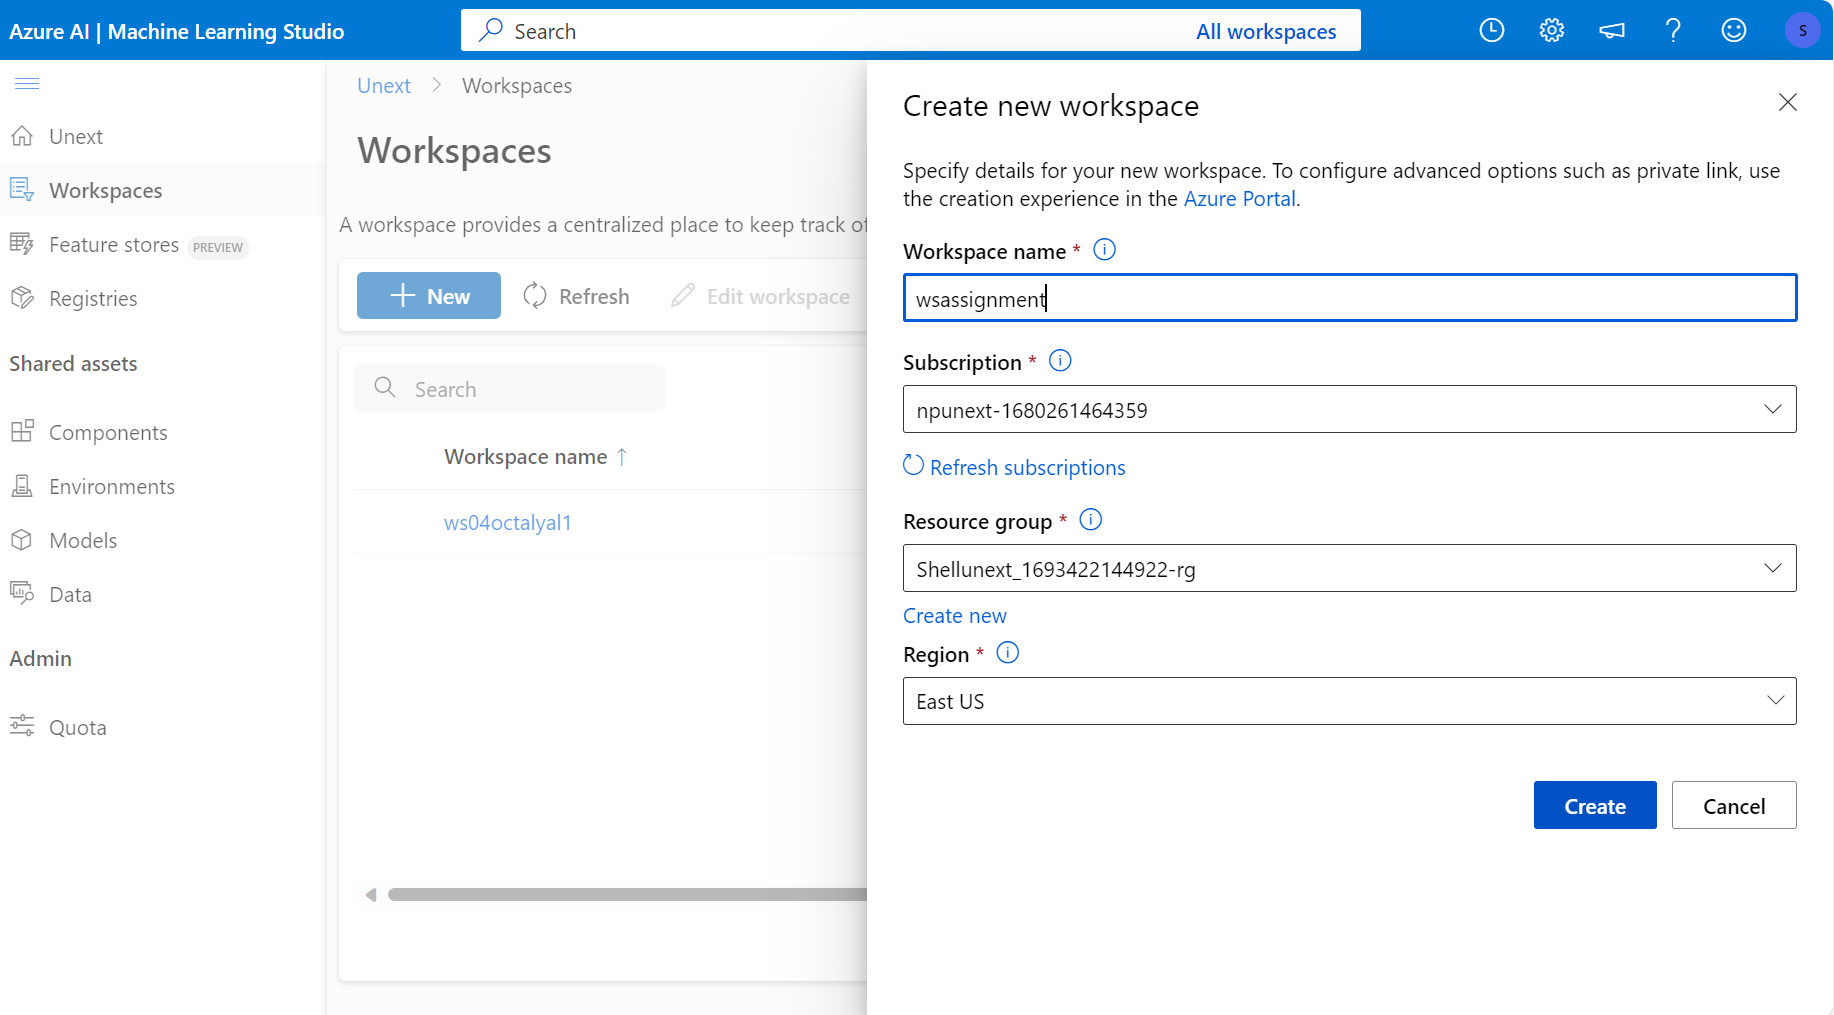 Azure AI | Machine Learning Studio
Search
All workspaces
S
Unext
Workspaces
Feature stores PREVIEW
Registries
Shared assets
Components
Environments
Models
Data
Admin
Quota
Unext > Workspaces
Workspaces
A workspace provides a centralized place to keep track of
New
Refresh
Edit workspace
Search
Workspace name ↑
ws04octalyal1
Create new workspace
Specify details for your new workspace. To configure advanced options such as private link, use
the creation experience in the Azure Portal.
Workspace name *
wsassignment
Subscription *
npunext-1680261464359
Refresh subscriptions
Resource group *
Shellunext_1693422144922-rg
Create new
Region *
East US
Create
Cancel